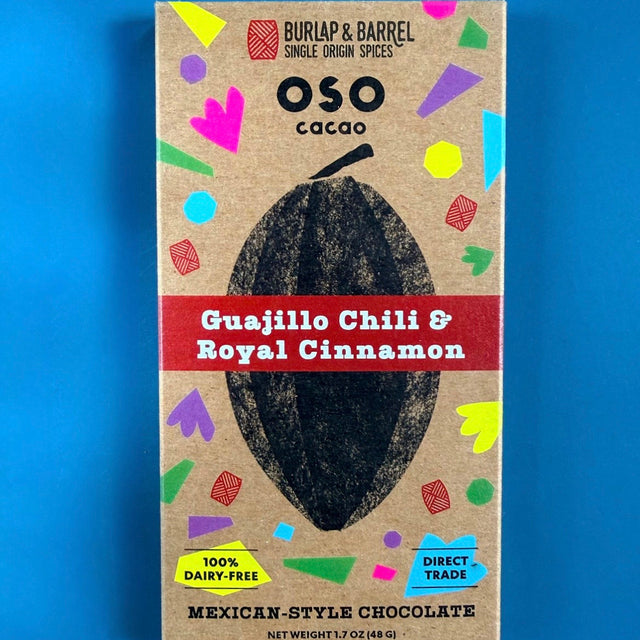 BURLAP & BARREL
SINGLE ORIGIN SPICES
OSO
cacao
Guajillo Chili &
Royal Cinnamon
100%
DAIRY-FREE
DIRECT
TRADE
MEXICAN-STYLE CHOCOLATE
NET WEIGHT 1.7 OZ (48 G)